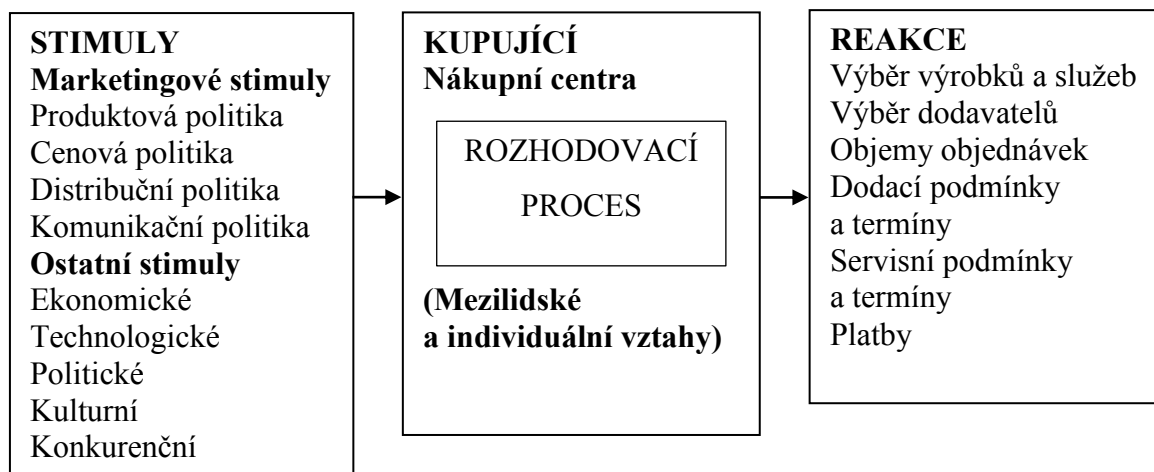 STIMULY
Marketingové stimuly
Produktová politika
Cenová politika
Distribuční politika
Komunikační politika
Ostatní stimuly
Ekonomické
Technologické
Politické
Kulturní
Konkurenční
KUPUJÍCÍ
Nákupní centra
ROZHODOVACÍ
PROCES
(Mezilidské
a individuální vztahy)
REAKCE
Výběr výrobků a služeb
Výběr dodavatelů
Objemy objednávek
Dodací podmínky
a termíny
Servisní podmínky
a termíny
Platby